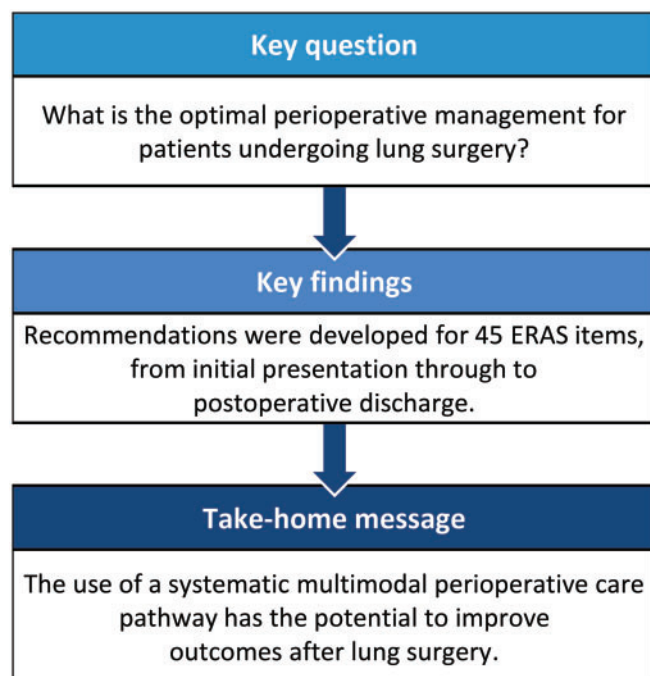 Key question
What is the optimal perioperative management for
patients undergoing lung surgery?
Key findings
Recommendations were developed for 45 ERAS items,
from initial presentation through to
postoperative discharge.
Take-home message
The use of a systematic multimodal perioperative care
pathway has the potential to improve
outcomes after lung surgery.